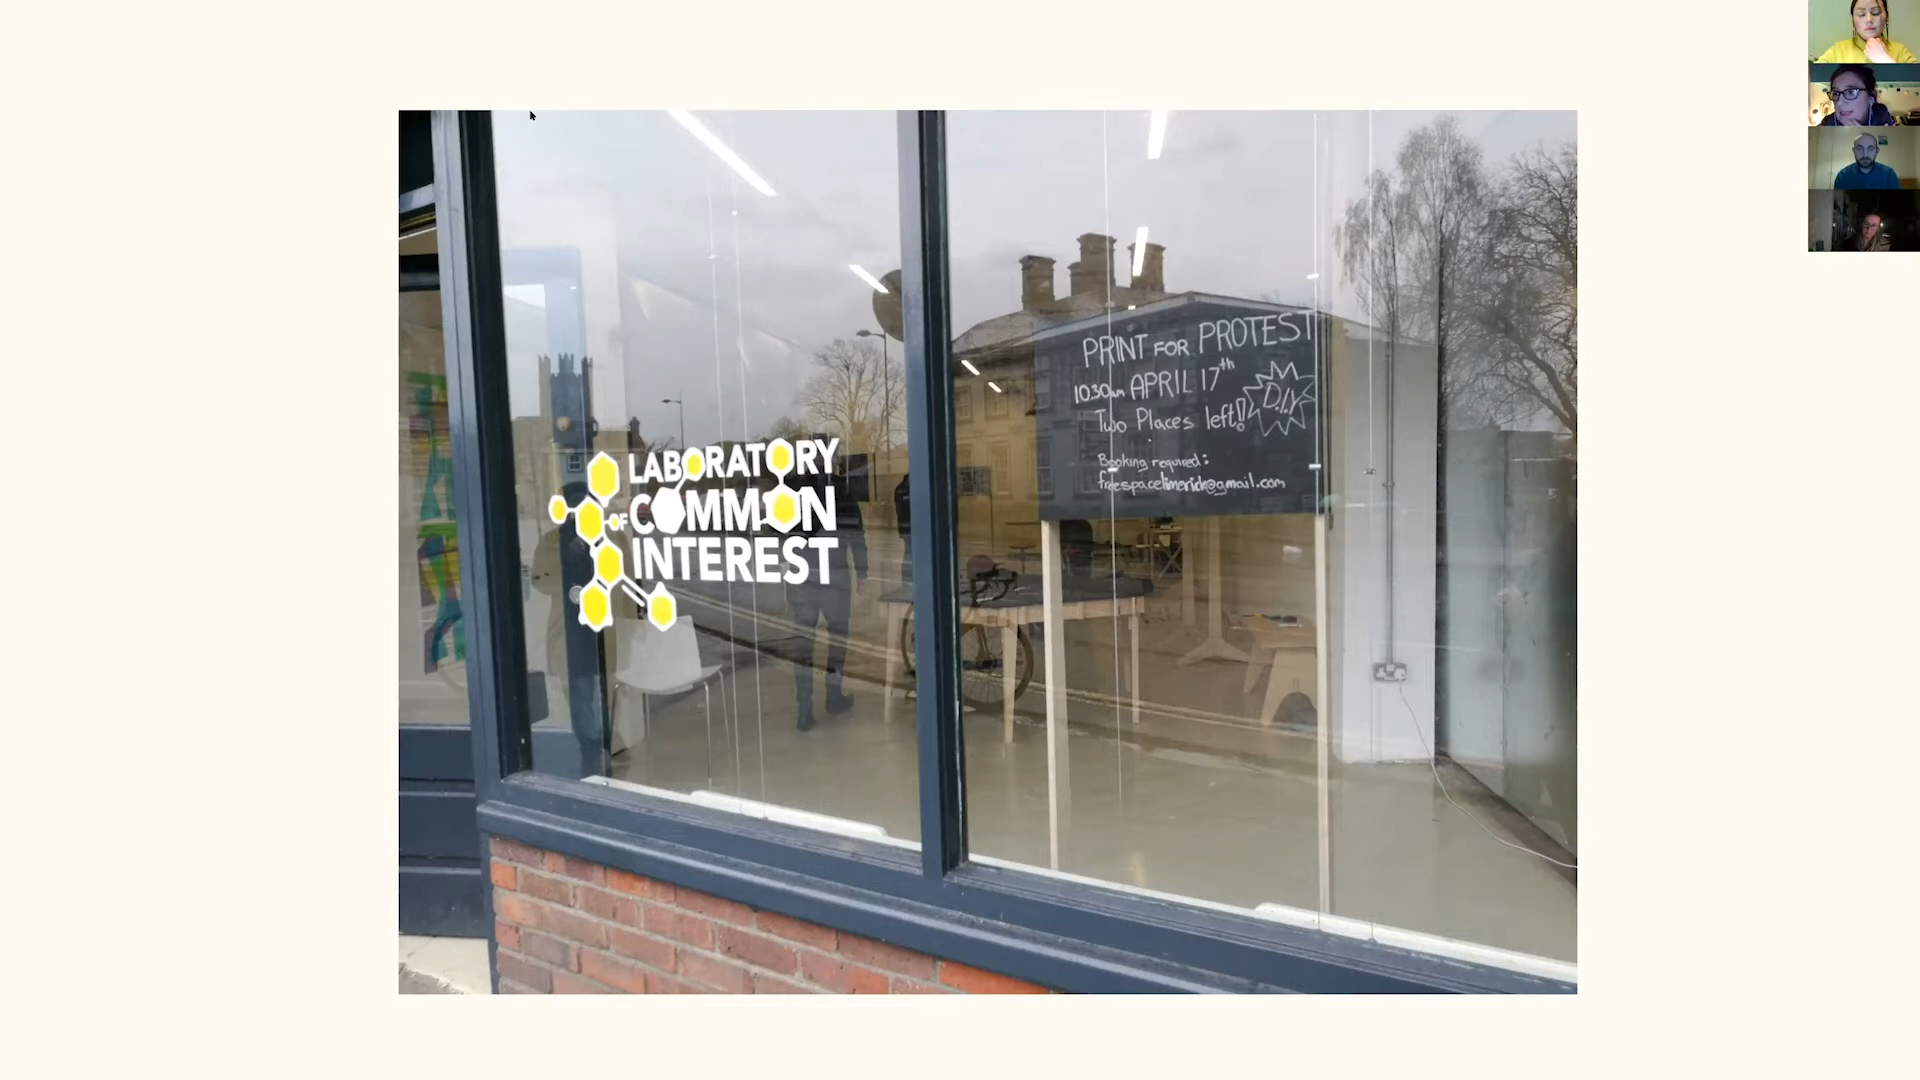 LABORATORY
OF COMMON
INTEREST
PRINT FOR PROTEST
10.30am APRIL 17th
D.I.Y
Two Places left!
Booking required:
freespacelimerick@gmail.com